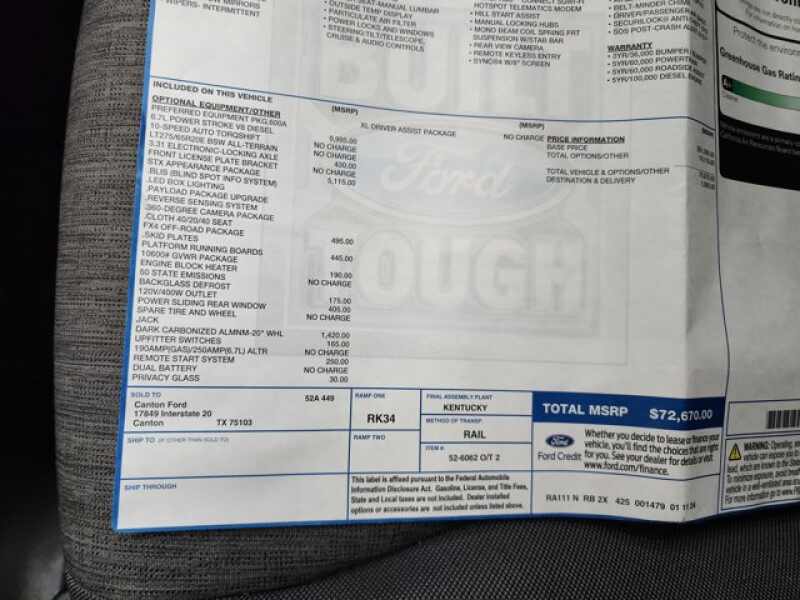 WIPERS- INTERMITTENT
MIRRORS
SEAT-MANUAL LUMBAR
OUTSIDE TEMP DISPLAY
PARTICULATE AIR FILTER
POWER LOCKS AND WINDOWS
STEERING:TILT/TELESCOPE,
CRUISE & AUDIO CONTROLS
HOTSPOT TELEMATICS MODEM
HILL START ASSIST
MANUAL LOCKING HUBS
MONO BEAM COIL SPRING FRT
SUSPENSION W/STAB BAR
REAR VIEW CAMERA
REMOTE KEYLESS ENTRY
SYNC®4 W/8" SCREEN
BELT-MINDER CHIME
DRIVER/PASSENGER
SECURILOCK® ANTI-
SOS POST-CRASH
WARRANTY
3YR/36,000 BUMPER
5YR/60,000 POWERTRAIN
5YR/60,000 ROADSIDE
5YR/100,000 DIESEL
Protect the environment
Greenhouse Gas Rating
INCLUDED ON THIS VEHICLE
(MSRP)
OPTIONAL EQUIPMENT/OTHER
PREFERRED EQUIPMENT PKG.600A
6.7L POWER STROKE V8 DIESEL 9,995.00
10-SPEED AUTO TORQSHIFT NO CHARGE
LT275/65R20E BSW ALL-TERRAIN NO CHARGE
3.31 ELECTRONIC-LOCKING AXLE 430.00
FRONT LICENSE PLATE BRACKET NO CHARGE
STX APPEARANCE PACKAGE 5,115.00
.BLIS (BLIND SPOT INFO SYSTEM)
.LED BOX LIGHTING
.PAYLOAD PACKAGE UPGRADE
.REVERSE SENSING SYSTEM
.360-DEGREE CAMERA PACKAGE
.CLOTH 40/20/40 SEAT
FX4 OFF-ROAD PACKAGE 495.00
.SKID PLATES
PLATFORM RUNNING BOARDS 445.00
10600# GVWR PACKAGE
ENGINE BLOCK HEATER 190.00
50 STATE EMISSIONS NO CHARGE
BACKGLASS DEFROST
120V/400W OUTLET 175.00
POWER SLIDING REAR WINDOW 405.00
SPARE TIRE AND WHEEL NO CHARGE
JACK
DARK CARBONIZED ALMNM-20" WHL 1,420.00
UPFITTER SWITCHES 165.00
190AMP(GAS)/250AMP(6.7L) ALTR NO CHARGE
REMOTE START SYSTEM 250.00
DUAL BATTERY NO CHARGE
PRIVACY GLASS 30.00
(MSRP)
XL DRIVER ASSIST PACKAGE NO CHARGE
PRICE INFORMATION
BASE PRICE
TOTAL OPTIONS/OTHER
TOTAL VEHICLE & OPTIONS/OTHER
DESTINATION & DELIVERY
BUILT
Ford
TOUGH
SOLD TO 52A 449
Canton Ford
17849 Interstate 20
Canton TX 75103
SHIP TO (IF OTHER THAN SOLD TO)
SHIP THROUGH
RAMP ONE
RK34
RAMP TWO
FINAL ASSEMBLY PLANT
KENTUCKY
METHOD OF TRANSP.
RAIL
ITEM #:
52-6062 O/T 2
This label is affixed pursuant to the Federal Automobile
Information Disclosure Act. Gasoline, License, and Title Fees,
State and Local taxes are not included. Dealer installed
options or accessories are not included unless listed above.
TOTAL MSRP $72,670.00
Ford
Ford Credit
Whether you decide to lease or finance your
vehicle, you'll find the choices that are right
for you. See your dealer for details or visit
www.ford.com/finance.
RA111 N RB 2X 425 001479 01 11 24
WARNING: Operating,